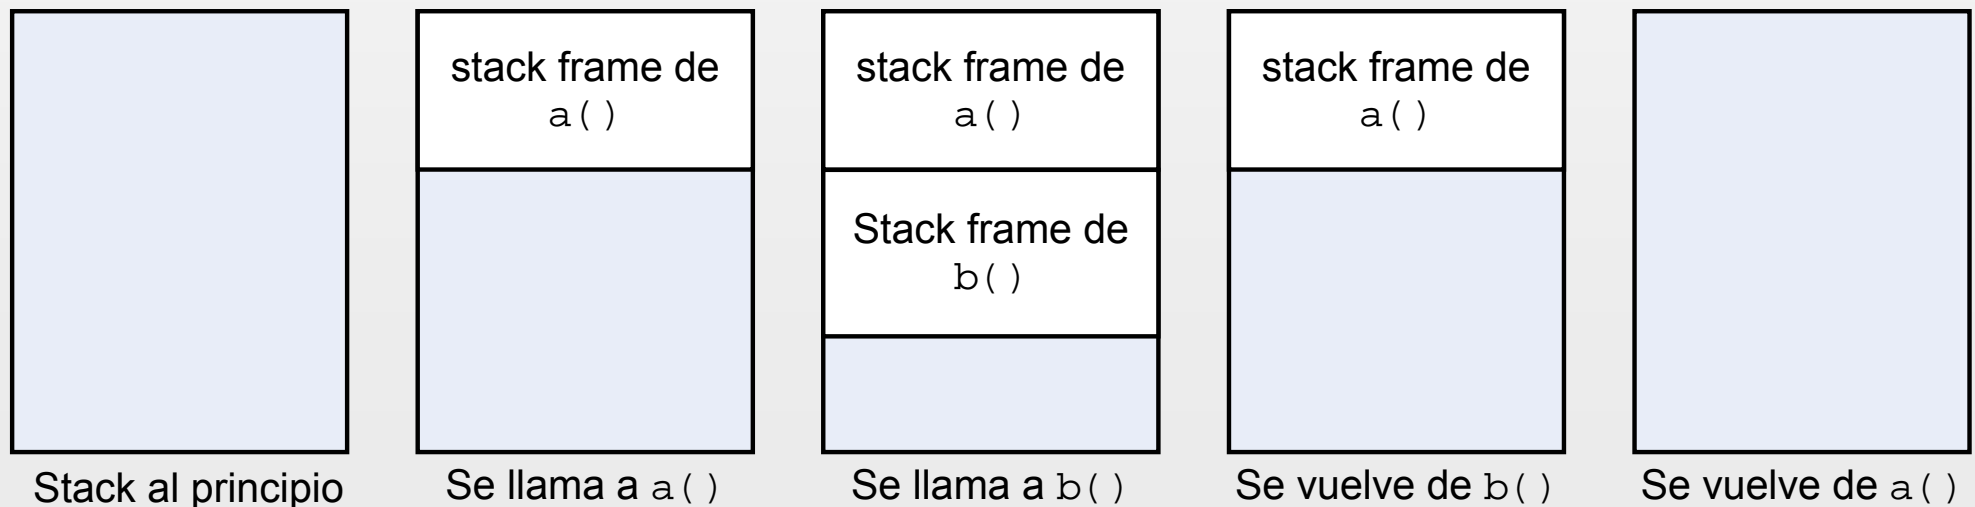 stack frame de
a()
stack frame de
a()
Stack frame de
b()
stack frame de
a()
Stack al principio
Se llama a a()
Se llama a b()
Se vuelve de b()
Se vuelve de a()